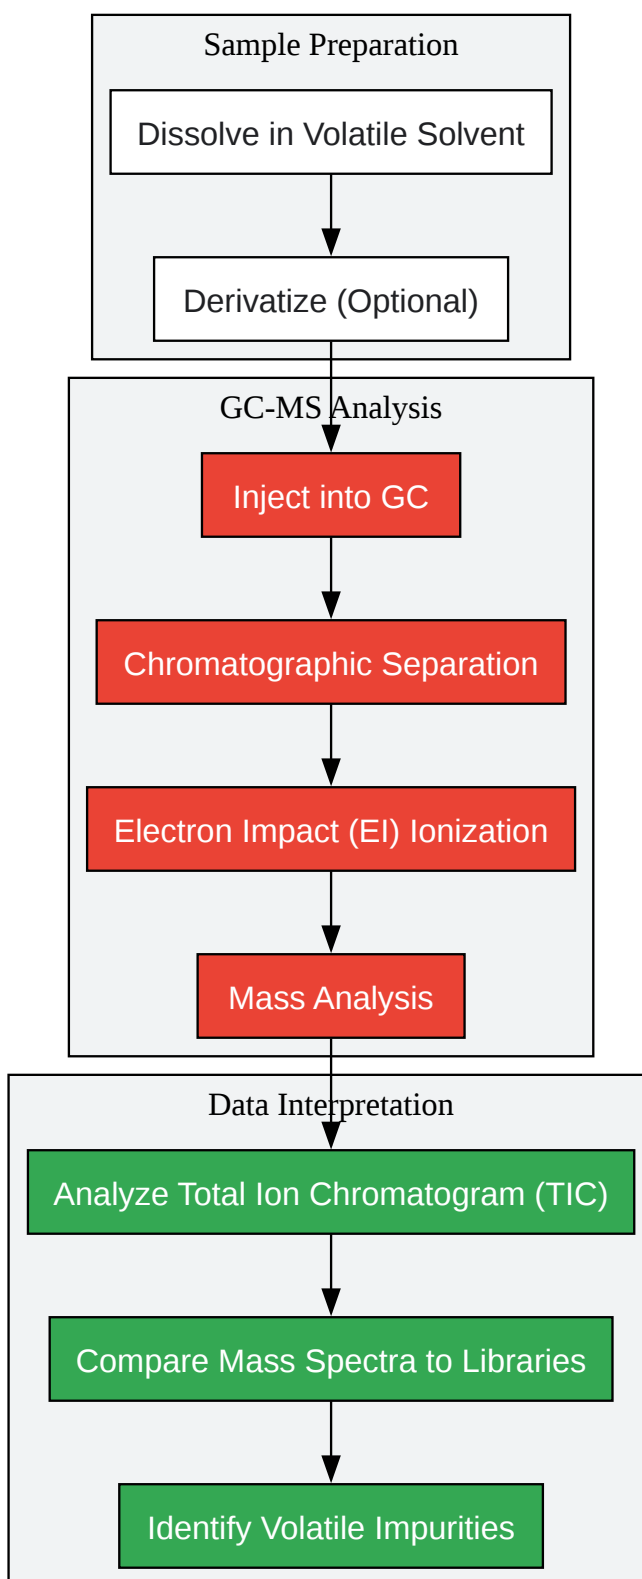 Sample Preparation
Dissolve in Volatile Solvent
Derivatize (Optional)
GC-MS Analysis
Inject into GC
Chromatographic Separation
Electron Impact (EI) Ionization
Mass Analysis
Data Interpretation
Analyze Total Ion Chromatogram (TIC)
Compare Mass Spectra to Libraries
Identify Volatile Impurities